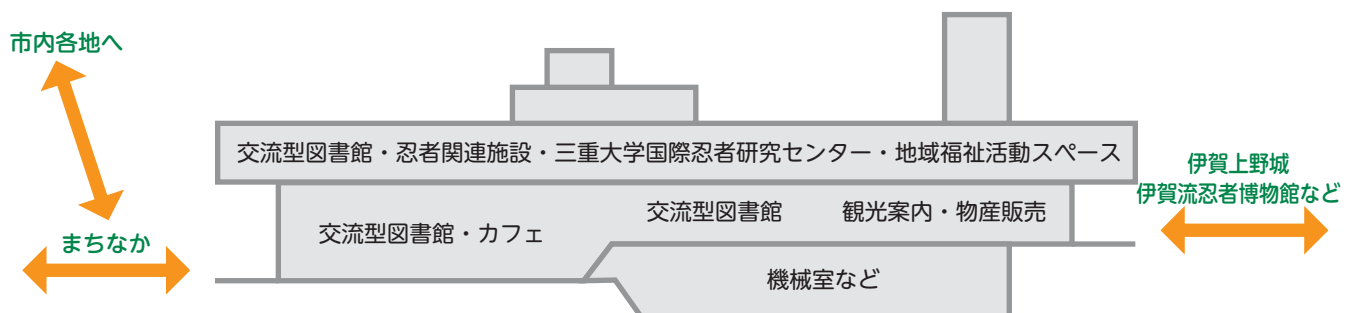 市内各地へ
まちなか
交流型図書館・忍者関連施設・三重大学国際忍者研究センター・地域福祉活動スペース
交流型図書館・カフェ
交流型図書館
観光案内・物産販売
機械室など
伊賀上野城
伊賀流忍者博物館など